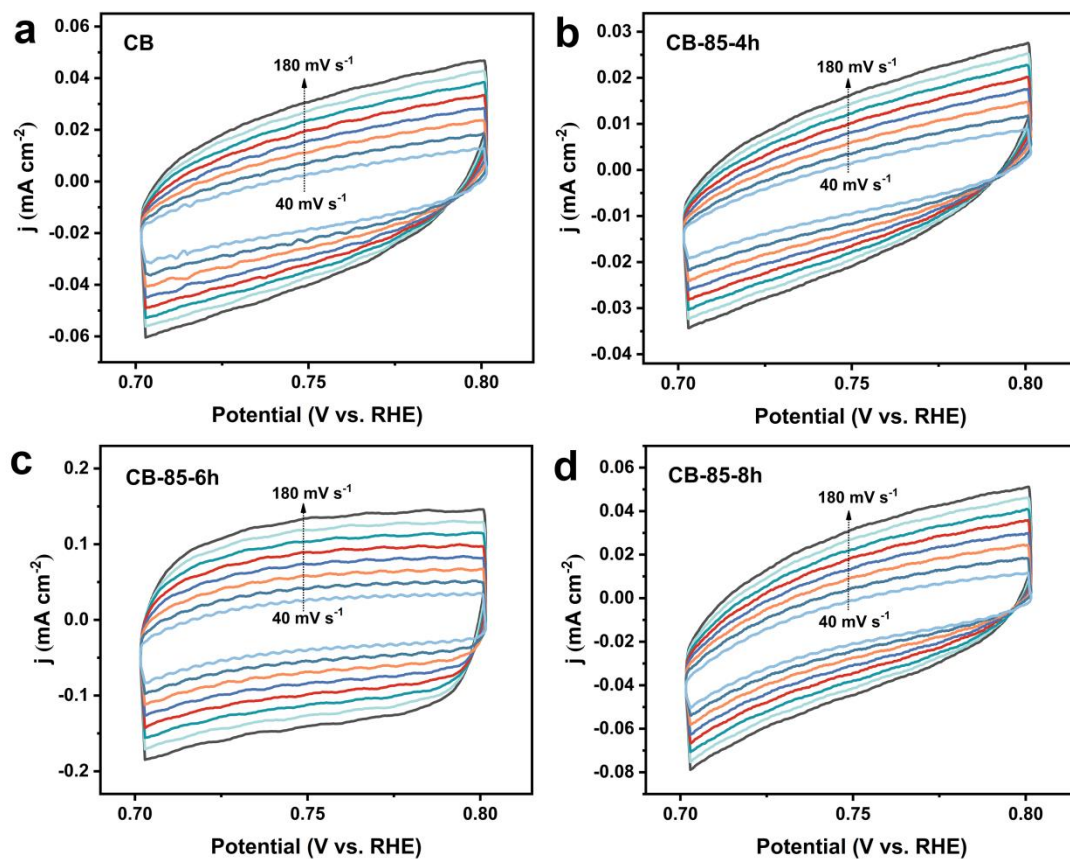 a
CB
180 mV s⁻¹
40 mV s⁻¹
j (mA cm⁻²)
0.06
0.04
0.02
0.00
-0.02
-0.04
-0.06
0.70
0.75
0.80
Potential (V vs. RHE)
b
CB-85-4h
180 mV s⁻¹
40 mV s⁻¹
j (mA cm⁻²)
0.03
0.02
0.01
0.00
-0.01
-0.02
-0.03
-0.04
0.70
0.75
0.80
Potential (V vs. RHE)
c
CB-85-6h
180 mV s⁻¹
40 mV s⁻¹
j (mA cm⁻²)
0.2
0.1
0.0
-0.1
-0.2
0.70
0.75
0.80
Potential (V vs. RHE)
d
CB-85-8h
180 mV s⁻¹
40 mV s⁻¹
j (mA cm⁻²)
0.06
0.04
0.02
0.00
-0.02
-0.04
-0.06
-0.08
0.70
0.75
0.80
Potential (V vs. RHE)